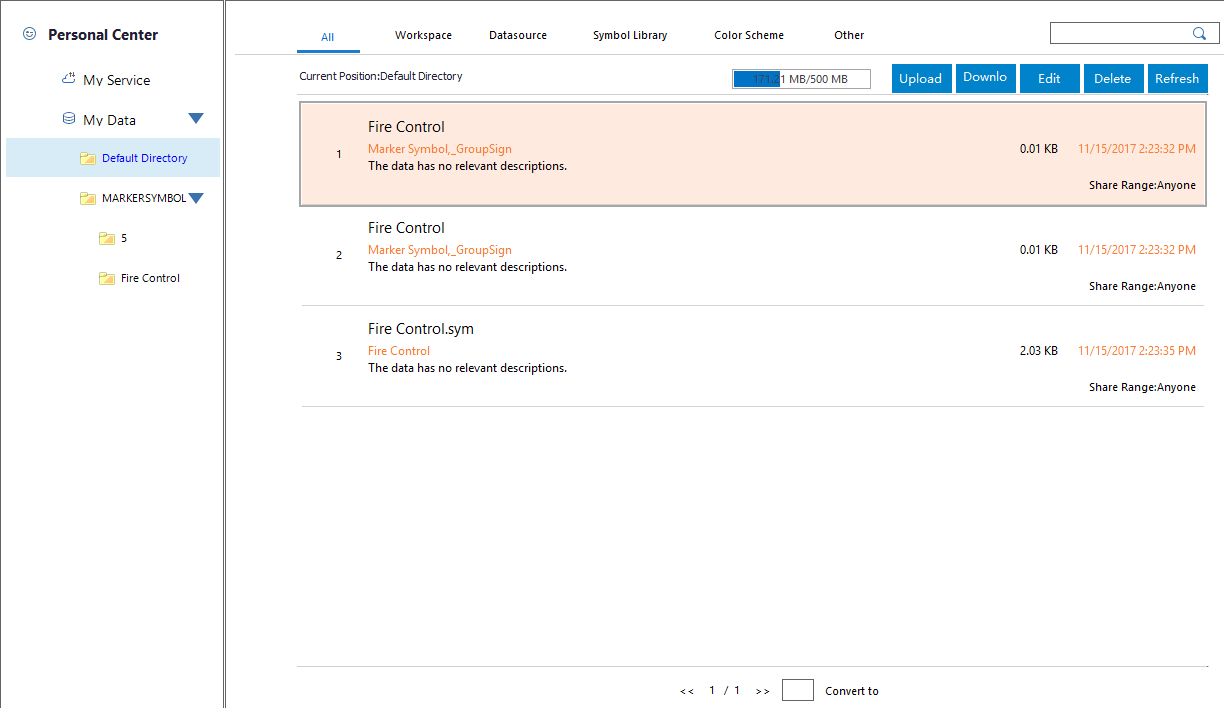 Personal Center
My Service
My Data
Default Directory
MARKERSYMBOL
5
Fire Control
All Workspace Datasource Symbol Library Color Scheme Other
Current Position:Default Directory 171.21 MB/500 MB Upload Downlo Edit Delete Refresh
Fire Control
1 Marker Symbol,_GroupSign 0.01 KB 11/15/2017 2:23:32 PM
The data has no relevant descriptions.
Share Range:Anyone
Fire Control
2 Marker Symbol,_GroupSign 0.01 KB 11/15/2017 2:23:32 PM
The data has no relevant descriptions.
Share Range:Anyone
Fire Control.sym
3 Fire Control 2.03 KB 11/15/2017 2:23:35 PM
The data has no relevant descriptions.
Share Range:Anyone
<< 1 / 1 >> Convert to